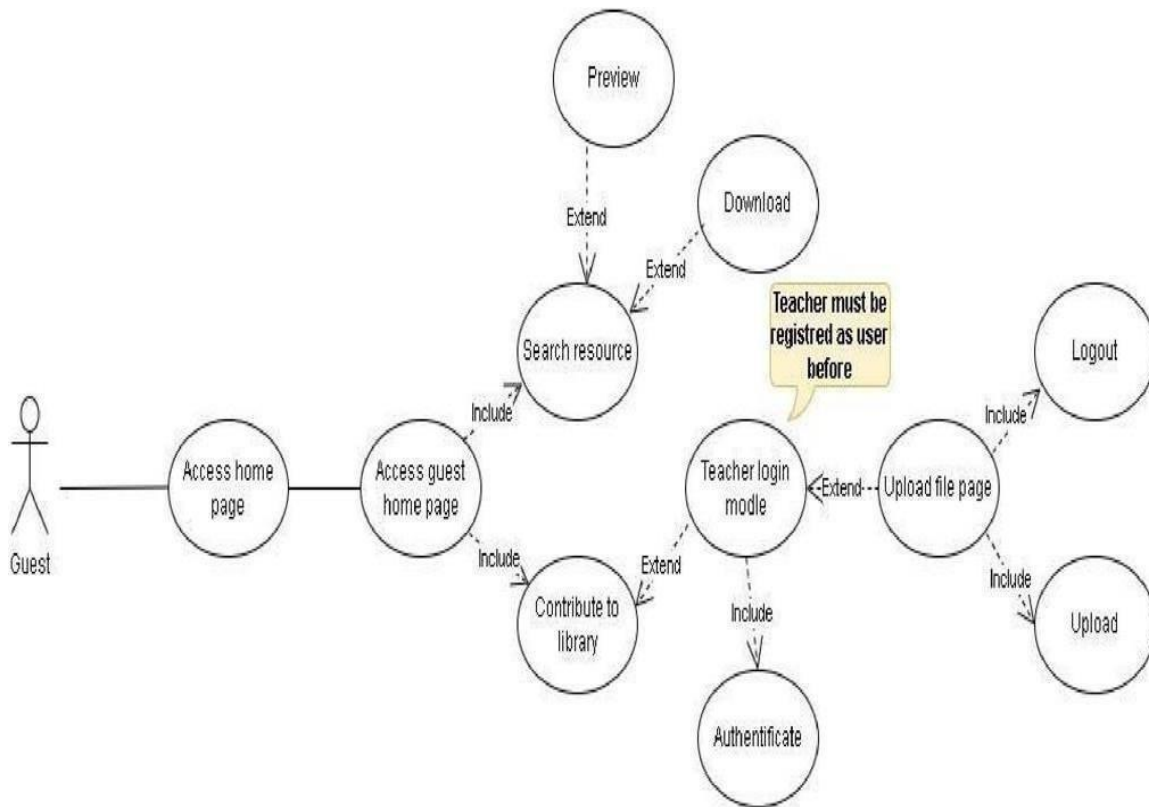 Preview
Extend
Download
Extend
Search resource
Teacher must be
registred as user
before
Logout
Include
Include
Guest
Access home
page
Access guest
home page
Teacher login
modle
Extend
Upload file page
Include
Extend
Include
Contribute to
library
Include
Upload
Authentificate